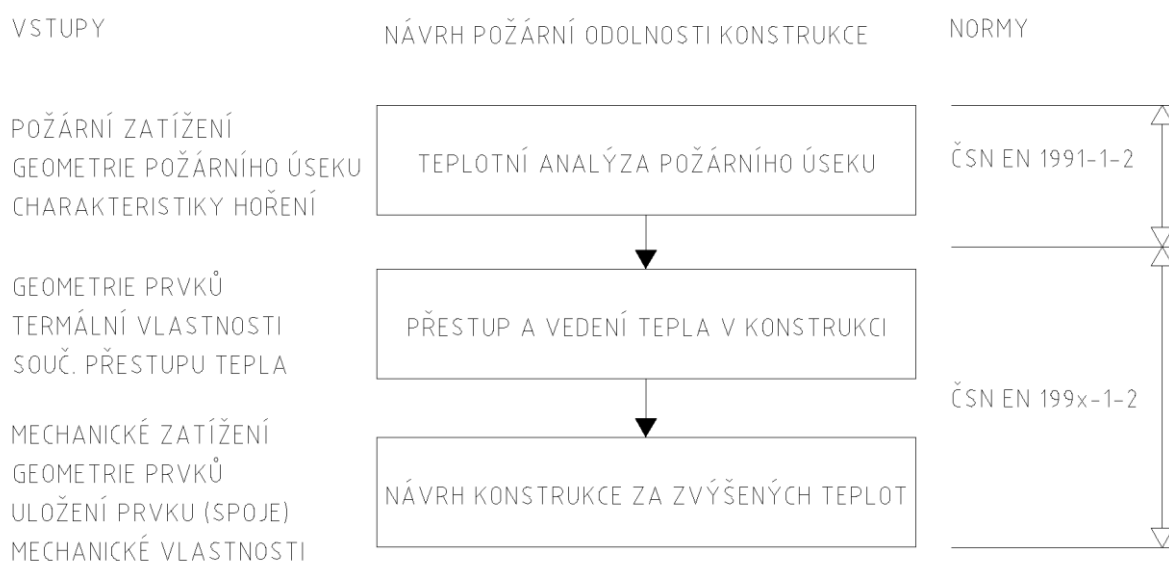 VSTUPY
NÁVRH POŽÁRNÍ ODOLNOSTI KONSTRUKCE
NORMY
POŽÁRNÍ ZATÍŽENÍ
GEOMETRIE POŽÁRNÍHO ÚSEKU
CHARAKTERISTIKY HOŘENÍ
TEPLOTNÍ ANALÝZA POŽÁRNÍHO ÚSEKU
ČSN EN 1991-1-2
GEOMETRIE PRVKŮ
TERMÁLNÍ VLASTNOSTI
SOUČ. PŘESTUPU TEPLA
PŘESTUP A VEDENÍ TEPLA V KONSTRUKCI
ČSN EN 199x-1-2
MECHANICKÉ ZATÍŽENÍ
GEOMETRIE PRVKŮ
ULOŽENÍ PRVKU (SPOJE)
MECHANICKÉ VLASTNOSTI
NÁVRH KONSTRUKCE ZA ZVÝŠENÝCH TEPLOT